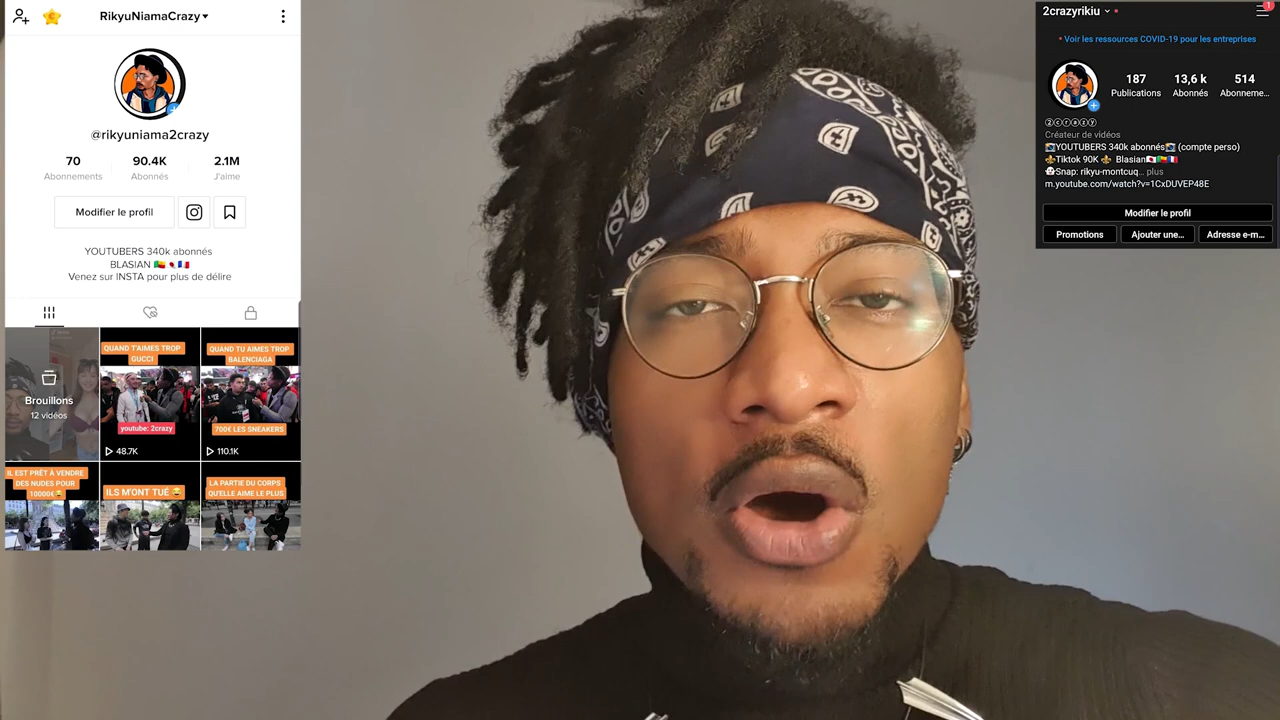 RikyuNiamaCrazy
@rikyuniama2crazy
70 90.4K 2.1M
Abonnements Abonnés J'aime
Modifier le profil
YOUTUBERS 340k abonnés
BLASIAN 🇧🇯 🇯🇵🇫🇷
Venez sur INSTA pour plus de délire
Brouillons
12 vidéos
QUAND T'AIMES TROP
GUCCI
youtube: 2crazy
48.7K
QUAND TU AIMES TROP
BALENCIAGA
700€ LES SNEAKERS
110.1K
IL EST PRÊT À VENDRE
DES NUDES POUR
10000€😂
ILS M'ONT TUÉ 😂
LA PARTIE DU CORPS
QU'ELLE AIME LE PLUS
2crazyrikiu
1
Voir les ressources COVID-19 pour les entreprises
187 13,6 k 514
Publications Abonnés Abonneme...
②ⓒⓡⓐⓩⓨ
Créateur de vidéos
📷YOUTUBERS 340k abonnés📷 (compte perso)
⚜️Tiktok 90K ⚜️ Blasian🇯🇵🇧🇯🇫🇷
Snap: rikyu-montcuq... plus
m.youtube.com/watch?v=1CxDUVEP48E
Modifier le profil
Promotions Ajouter une... Adresse e-m...